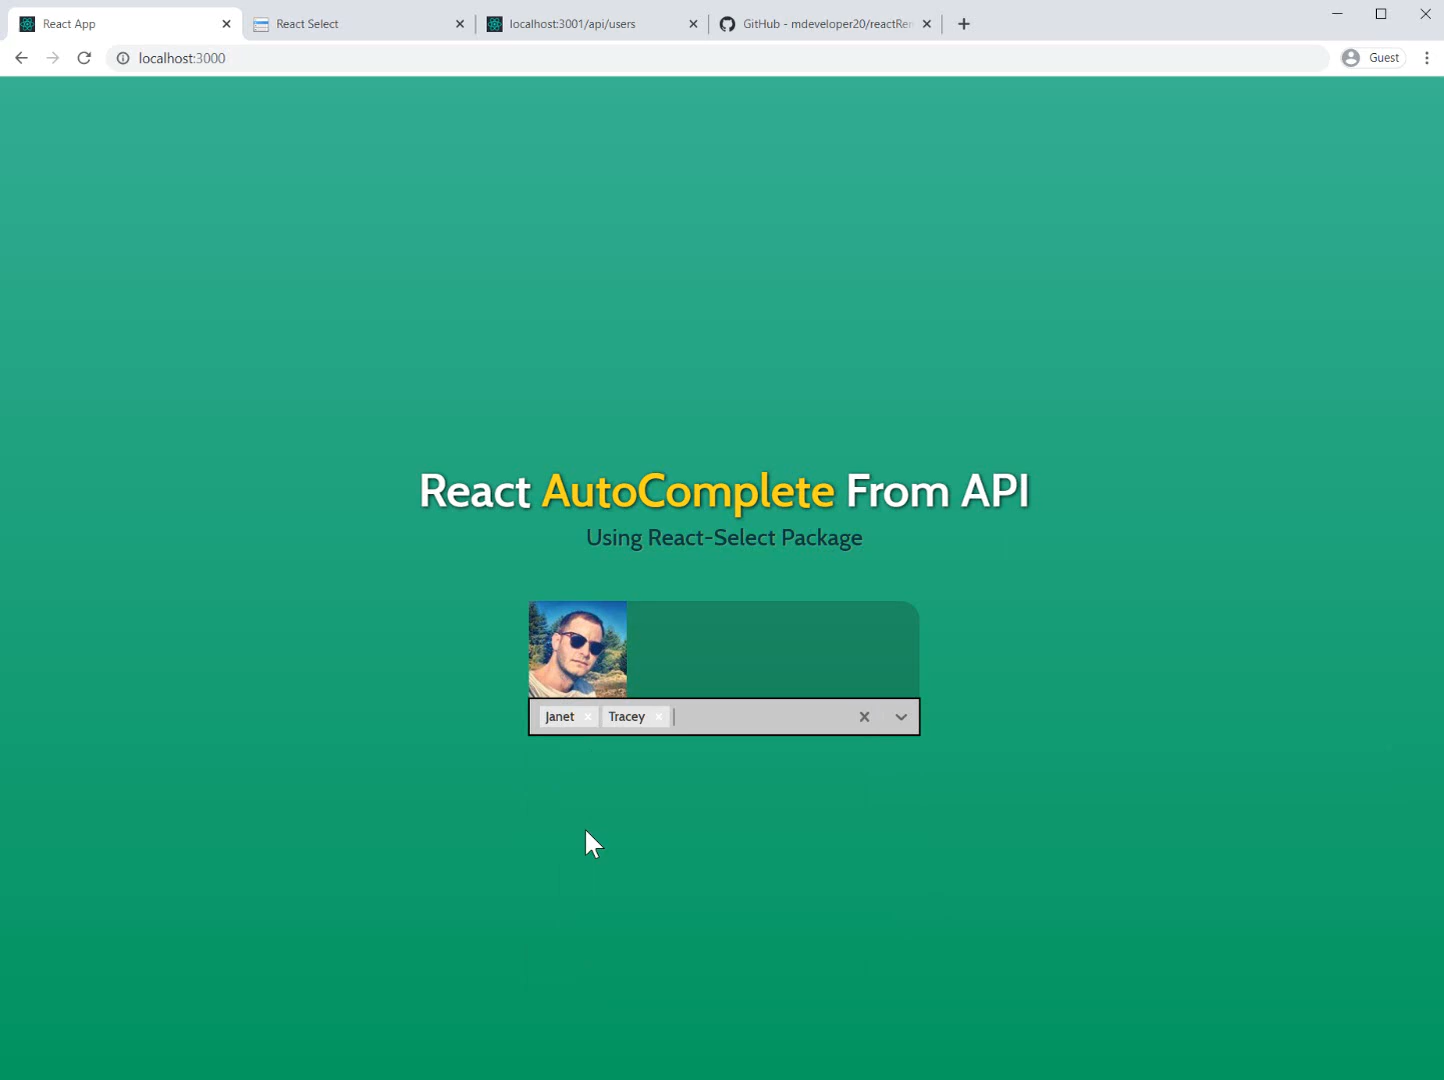 React App
React Select
localhost:3001/api/users
GitHub - mdeveloper20/reactRen
localhost:3000
Guest
React AutoComplete From API
Using React-Select Package
Janet
Tracey